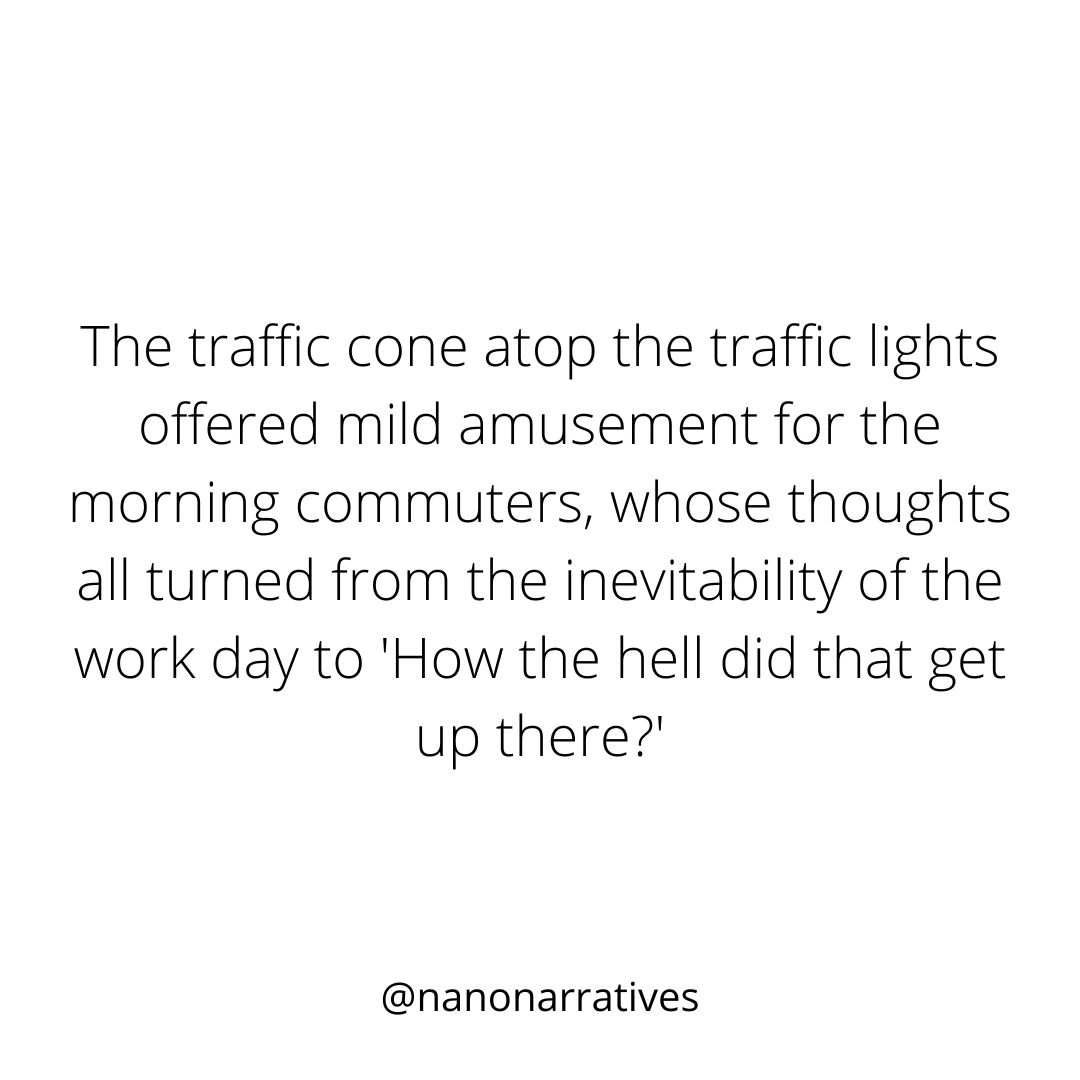 The traffic cone atop the traffic lights
offered mild amusement for the
morning commuters, whose thoughts
all turned from the inevitability of the
work day to 'How the hell did that get
up there?'
@nanonarratives